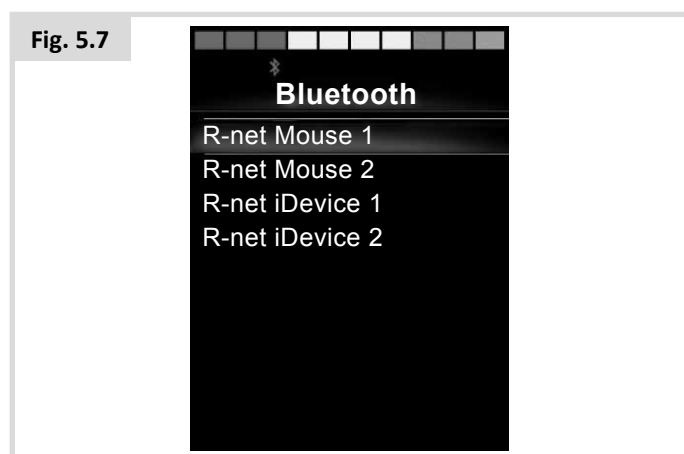 Fig. 5.7
Bluetooth
R-net Mouse 1
R-net Mouse 2
R-net iDevice 1
R-net iDevice 2